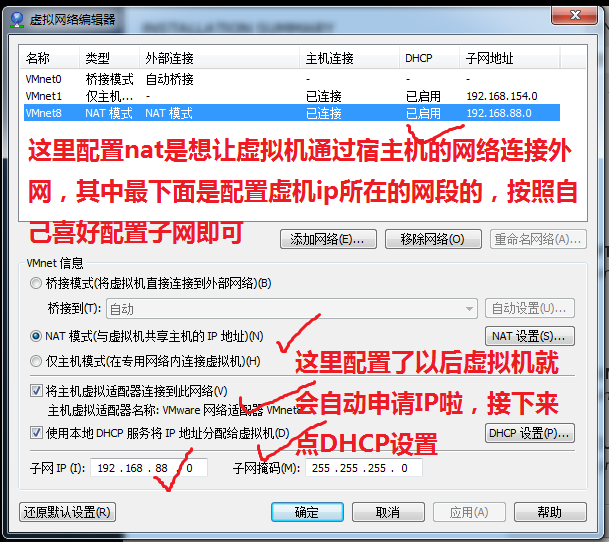 虚拟网络编辑器
INSTALLATION SUMMARY
名称 类型 外部连接 主机连接 DHCP 子网地址
VMnet0 桥接模式 自动桥接 - - -
VMnet1 仅主机... - 已连接 已启用 192.168.154.0
VMnet8 NAT 模式 NAT 模式 已连接 已启用 192.168.88.0
这里配置nat是想让虚拟机通过宿主机的网络连接外
网，其中最下面是配置虚机ip所在的网段的，按照自
己喜好配置子网即可
添加网络(E)... 移除网络(O) 重命名网络(A)...
VMnet 信息
桥接模式(将虚拟机直接连接到外部网络)(B)
桥接到(T): 自动 自动设置(U)...
NAT 模式(与虚拟机共享主机的 IP 地址)(N) NAT 设置(S)...
仅主机模式(在专用网络内连接虚拟机)(H)
这里配置了以后虚拟机就
会自动申请IP啦，接下来
点DHCP设置
将主机虚拟适配器连接到此网络(V)
主机虚拟适配器名称: VMware 网络适配器 VMnet8
使用本地 DHCP 服务将 IP 地址分配给虚拟机(D) DHCP 设置(P)...
子网 IP (I): 192 . 168 . 88 . 0 子网掩码(M): 255 . 255 . 255 . 0
还原默认设置(R) 确定 取消 应用(A) 帮助